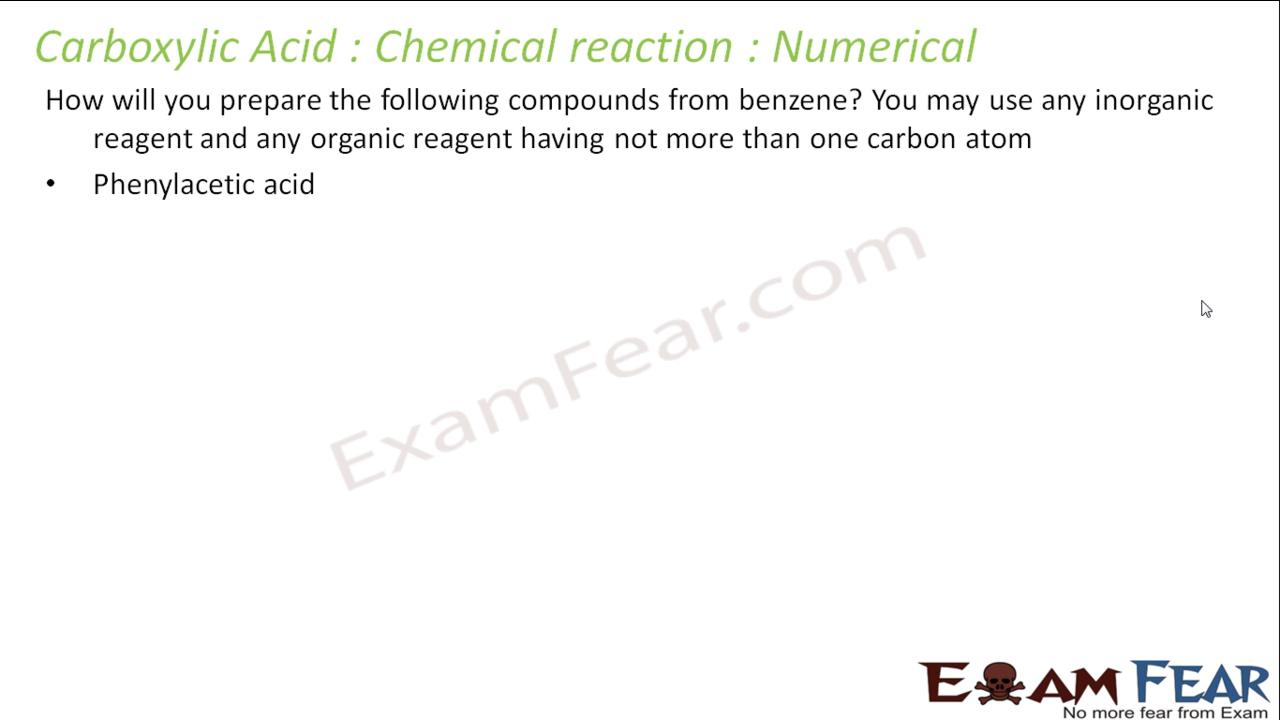 Carboxylic Acid : Chemical reaction : Numerical
How will you prepare the following compounds from benzene? You may use any inorganic
reagent and any organic reagent having not more than one carbon atom
• Phenylacetic acid
ExamFear.com
EXAM FEAR
No more fear from Exam